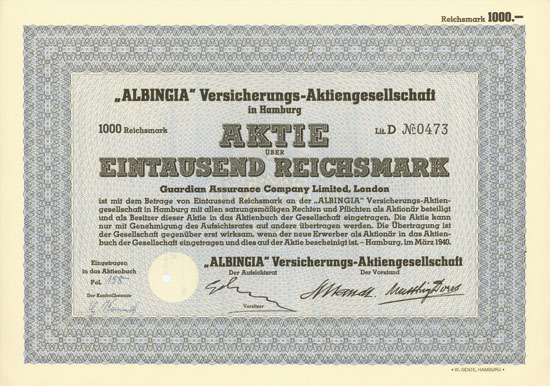 Reichsmark 1000.—
„ALBINGIA” Versicherungs-Aktiengesellschaft
in Hamburg
1000 Reichsmark AKTIE Lit. D № 0473
ÜBER
EINTAUSEND REICHSMARK
Guardian Assurance Company Limited, London
ist mit dem Betrage von Eintausend Reichsmark an der „ALBINGIA” Versicherungs-Aktien-
gesellschaft in Hamburg mit allen satzungsmäßigen Rechten und Pflichten als Aktionär beteiligt
und als Besitzer dieser Aktie in das Aktienbuch der Gesellschaft eingetragen. Die Aktie kann
nur mit Genehmigung des Aufsichtsrates auf andere übertragen werden. Die Übertragung ist
der Gesellschaft gegenüber erst wirksam, wenn der neue Erwerber als Aktionär in das Aktien-
buch der Gesellschaft eingetragen und dies auf der Aktie bescheinigt ist. – Hamburg, im März 1940.
Eingetragen
in das Aktienbuch
Fol. 158
Der Kontrollbeamte
„ALBINGIA” Versicherungs-Aktiengesellschaft
Der Aufsichtsrat Der Vorstand
Vorsitzer
• W. GENTE, HAMBURG •